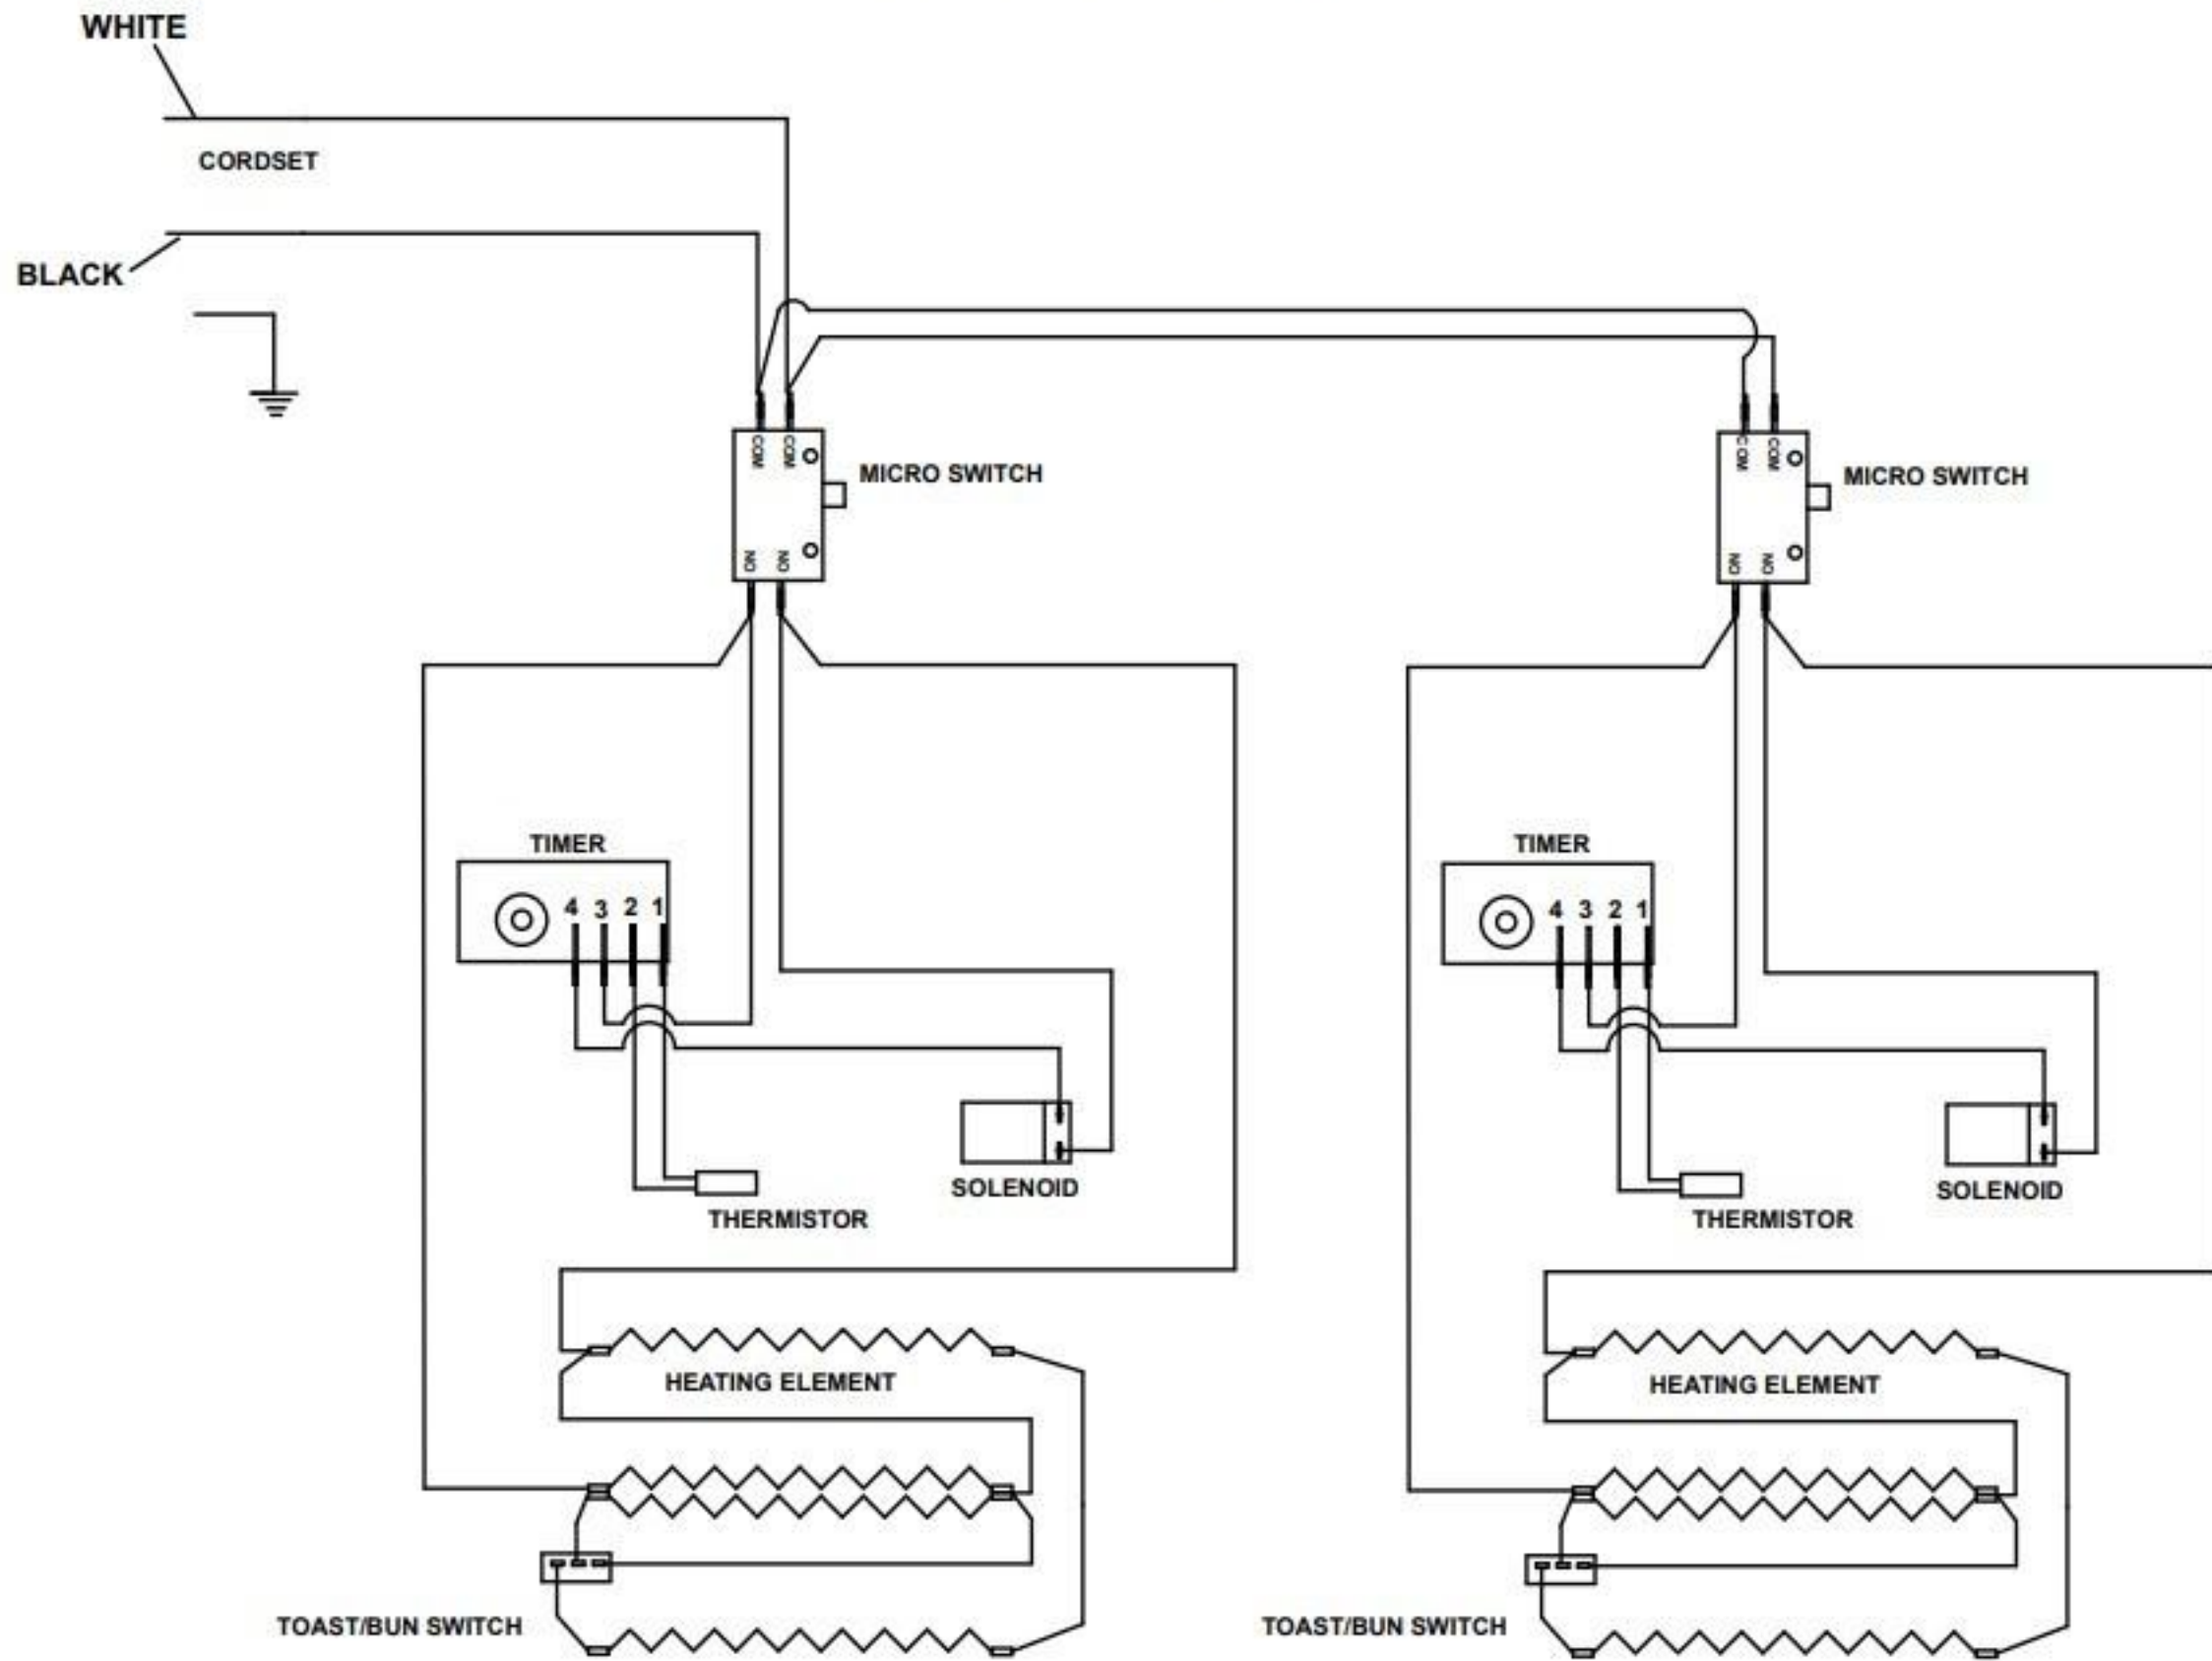 WHITE
CORDSET
BLACK
COM COM
MICRO SWITCH
NO NO
COM COM
MICRO SWITCH
NO NO
TIMER
4 3 2 1
TIMER
4 3 2 1
SOLENOID
THERMISTOR
SOLENOID
THERMISTOR
HEATING ELEMENT
HEATING ELEMENT
TOAST/BUN SWITCH
TOAST/BUN SWITCH